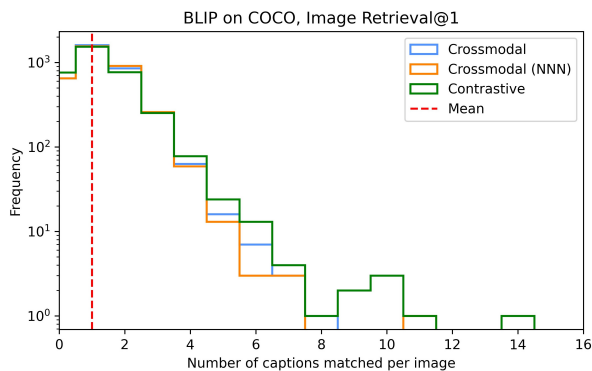 BLIP on COCO, Image Retrieval@1
Crossmodal
Crossmodal (NNN)
Contrastive
Mean
Frequency
10³
10²
10¹
10⁰
0 2 4 6 8 10 12 14 16
Number of captions matched per image